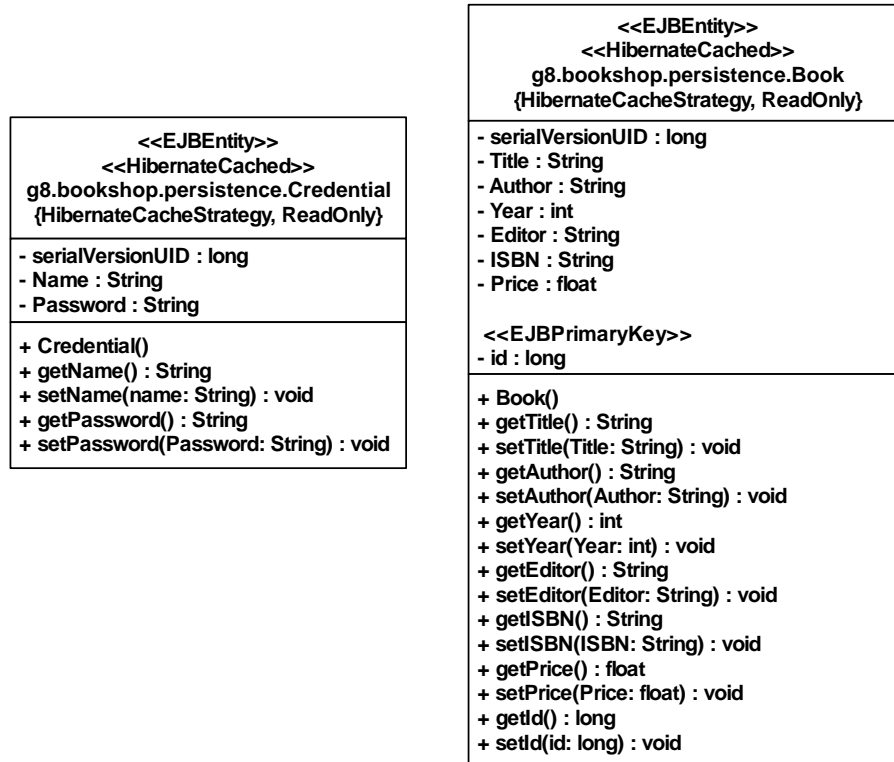 <<EJBEntity>>
<<HibernateCached>>
g8.bookshop.persistence.Credential
{HibernateCacheStrategy, ReadOnly}
- serialVersionUID : long
- Name : String
- Password : String
+ Credential()
+ getName() : String
+ setName(name: String) : void
+ getPassword() : String
+ setPassword(Password: String) : void
<<EJBEntity>>
<<HibernateCached>>
g8.bookshop.persistence.Book
{HibernateCacheStrategy, ReadOnly}
- serialVersionUID : long
- Title : String
- Author : String
- Year : int
- Editor : String
- ISBN : String
- Price : float
<<EJBPrimaryKey>>
- id : long
+ Book()
+ getTitle() : String
+ setTitle(Title: String) : void
+ getAuthor() : String
+ setAuthor(Author: String) : void
+ getYear() : int
+ setYear(Year: int) : void
+ getEditor() : String
+ setEditor(Editor: String) : void
+ getISBN() : String
+ setISBN(ISBN: String) : void
+ getPrice() : float
+ setPrice(Price: float) : void
+ getId() : long
+ setId(id: long) : void